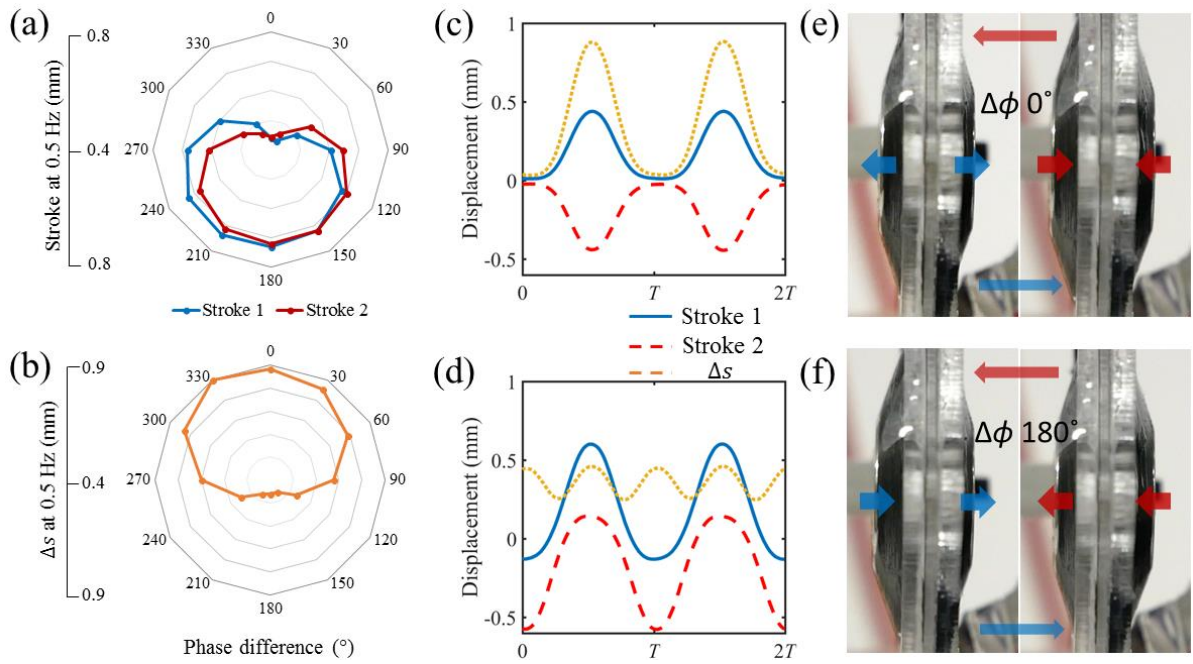 (a)
Stroke at 0.5 Hz (mm)
0.8
0.4
0.8
0
30
60
90
120
150
180
210
240
270
300
330
Stroke 1
Stroke 2
(b)
Δs at 0.5 Hz (mm)
0.9
0.4
0.9
0
30
60
90
120
150
180
210
240
270
300
330
Phase difference (°)
(c)
Displacement (mm)
1
0.5
0
-0.5
0
T
2T
Stroke 1
Stroke 2
Δs
(d)
Displacement (mm)
1
0.5
0
-0.5
0
T
2T
(e)
Δϕ 0°
(f)
Δϕ 180°